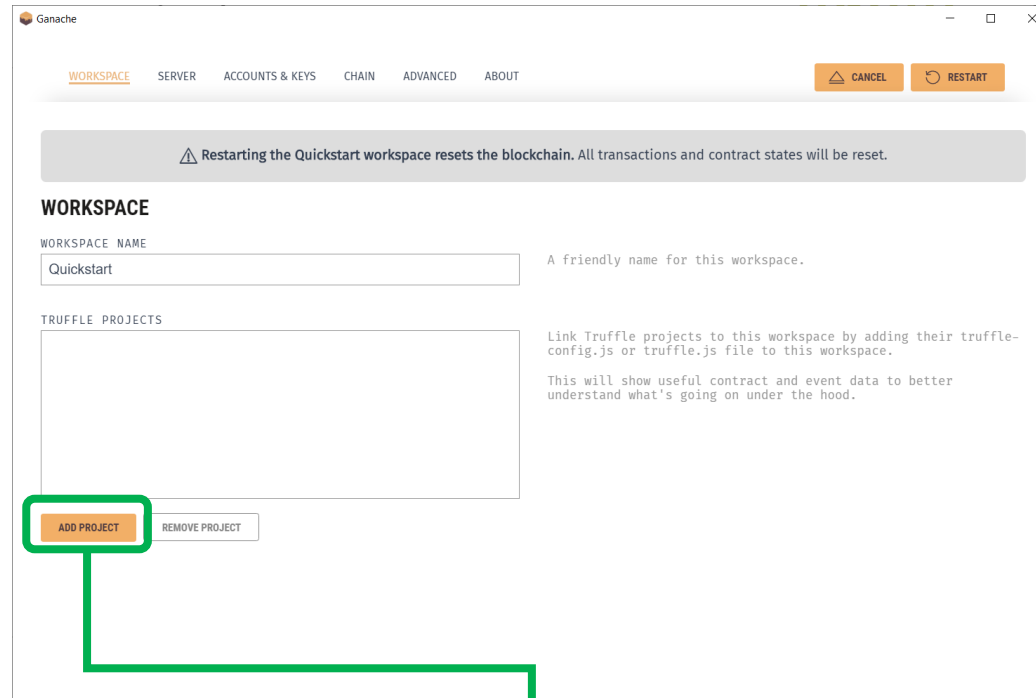 Ganache
WORKSPACE SERVER ACCOUNTS & KEYS CHAIN ADVANCED ABOUT
CANCEL RESTART
Restarting the Quickstart workspace resets the blockchain. All transactions and contract states will be reset.
WORKSPACE
WORKSPACE NAME
Quickstart
A friendly name for this workspace.
TRUFFLE PROJECTS
Link Truffle projects to this workspace by adding their truffle-
config.js or truffle.js file to this workspace.
This will show useful contract and event data to better
understand what's going on under the hood.
ADD PROJECT REMOVE PROJECT